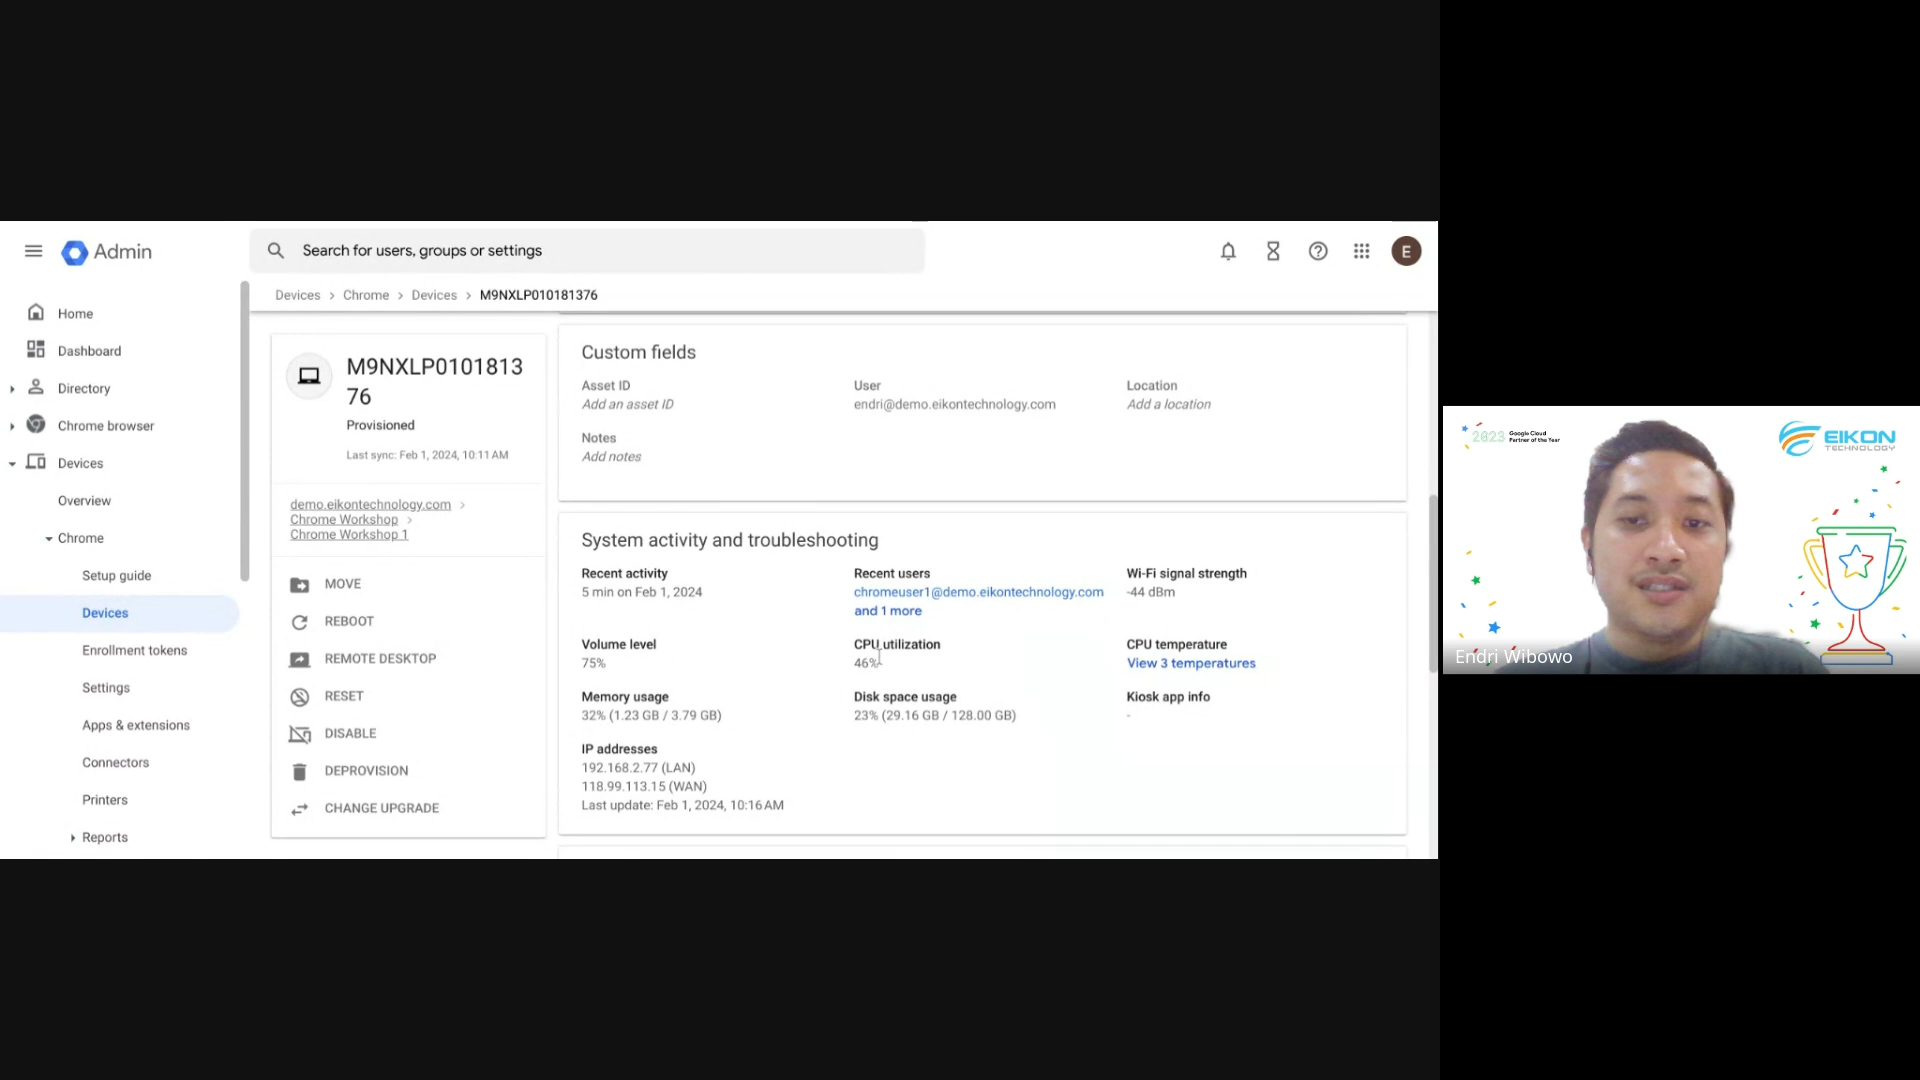 Admin
Search for users, groups or settings
E
Devices > Chrome > Devices > M9NXLP010181376
Home
Dashboard
Directory
Chrome browser
Devices
Overview
Chrome
Setup guide
Devices
Enrollment tokens
Settings
Apps & extensions
Connectors
Printers
Reports
M9NXLP0101813
76
Provisioned
Last sync: Feb 1, 2024, 10:11 AM
demo.eikontechnology.com >
Chrome Workshop >
Chrome Workshop 1
MOVE
REBOOT
REMOTE DESKTOP
RESET
DISABLE
DEPROVISION
CHANGE UPGRADE
Custom fields
Asset ID
Add an asset ID
User
endri@demo.eikontechnology.com
Location
Add a location
Notes
Add notes
System activity and troubleshooting
Recent activity
5 min on Feb 1, 2024
Recent users
chromeuser1@demo.eikontechnology.com
and 1 more
Wi-Fi signal strength
-44 dBm
Volume level
75%
CPU utilization
46%
CPU temperature
View 3 temperatures
Memory usage
32% (1.23 GB / 3.79 GB)
Disk space usage
23% (29.16 GB / 128.00 GB)
Kiosk app info
-
IP addresses
192.168.2.77 (LAN)
118.99.113.15 (WAN)
Last update: Feb 1, 2024, 10:16 AM
2023 Google Cloud
Partner of the Year
EIKON
TECHNOLOGY
Endri Wibowo